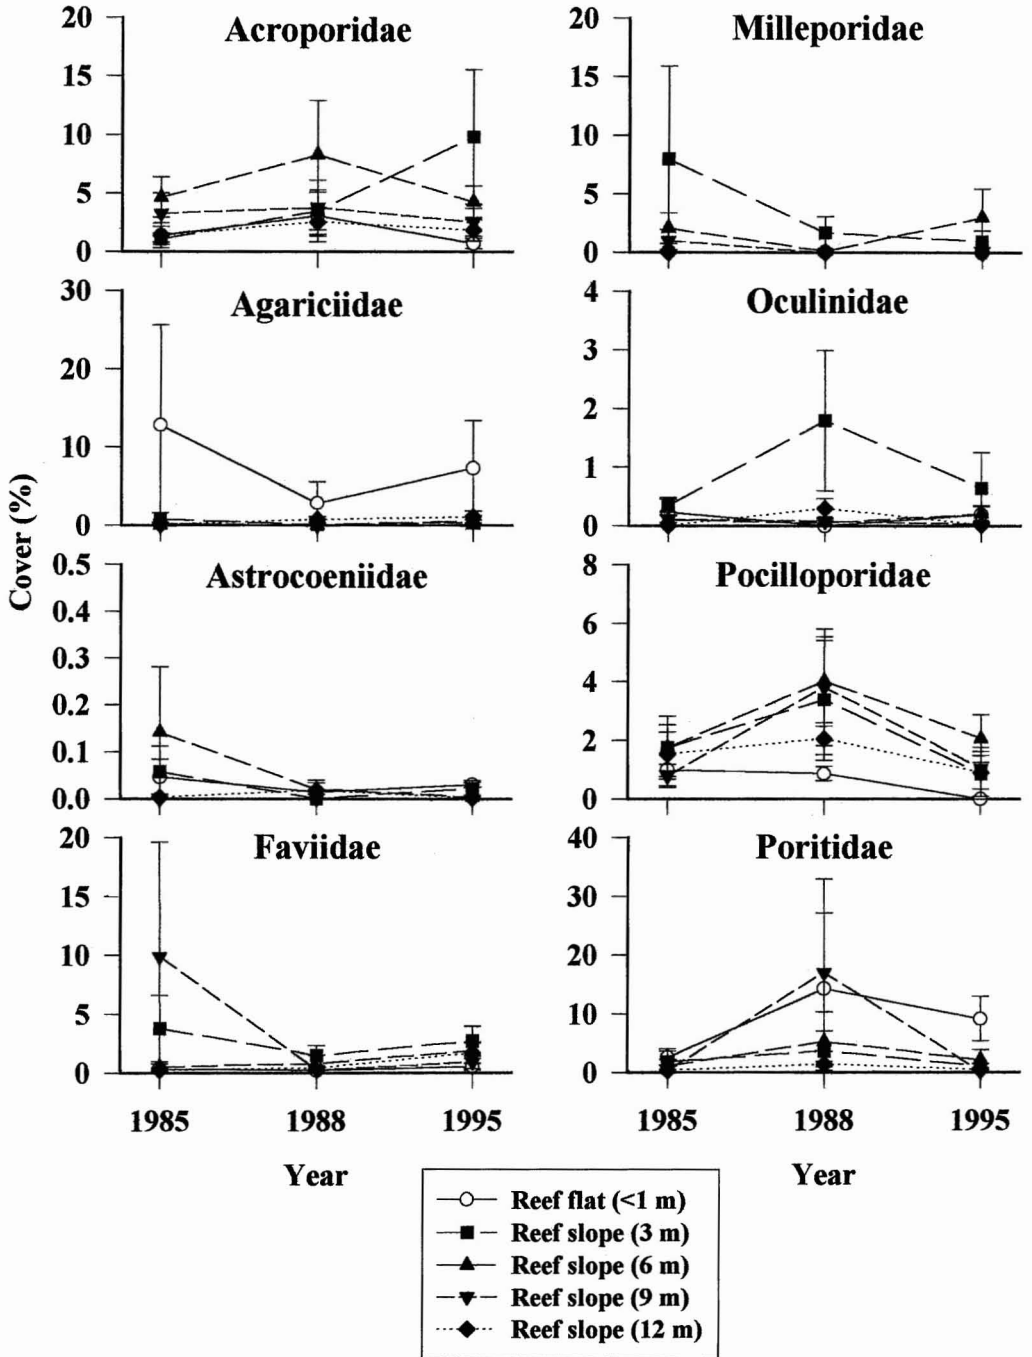 Acroporidae
20
15
10
5
0
Milleporidae
20
15
10
5
0
Agariciidae
30
20
10
0
Oculinidae
4
3
2
1
0
Cover (%)
Astrocoeniidae
0.5
0.4
0.3
0.2
0.1
0.0
Pocilloporidae
8
6
4
2
0
Faviidae
20
15
10
5
0
1985 1988 1995
Year
Poritidae
40
30
20
10
0
1985 1988 1995
Year
Reef flat (<1 m)
Reef slope (3 m)
Reef slope (6 m)
Reef slope (9 m)
Reef slope (12 m)